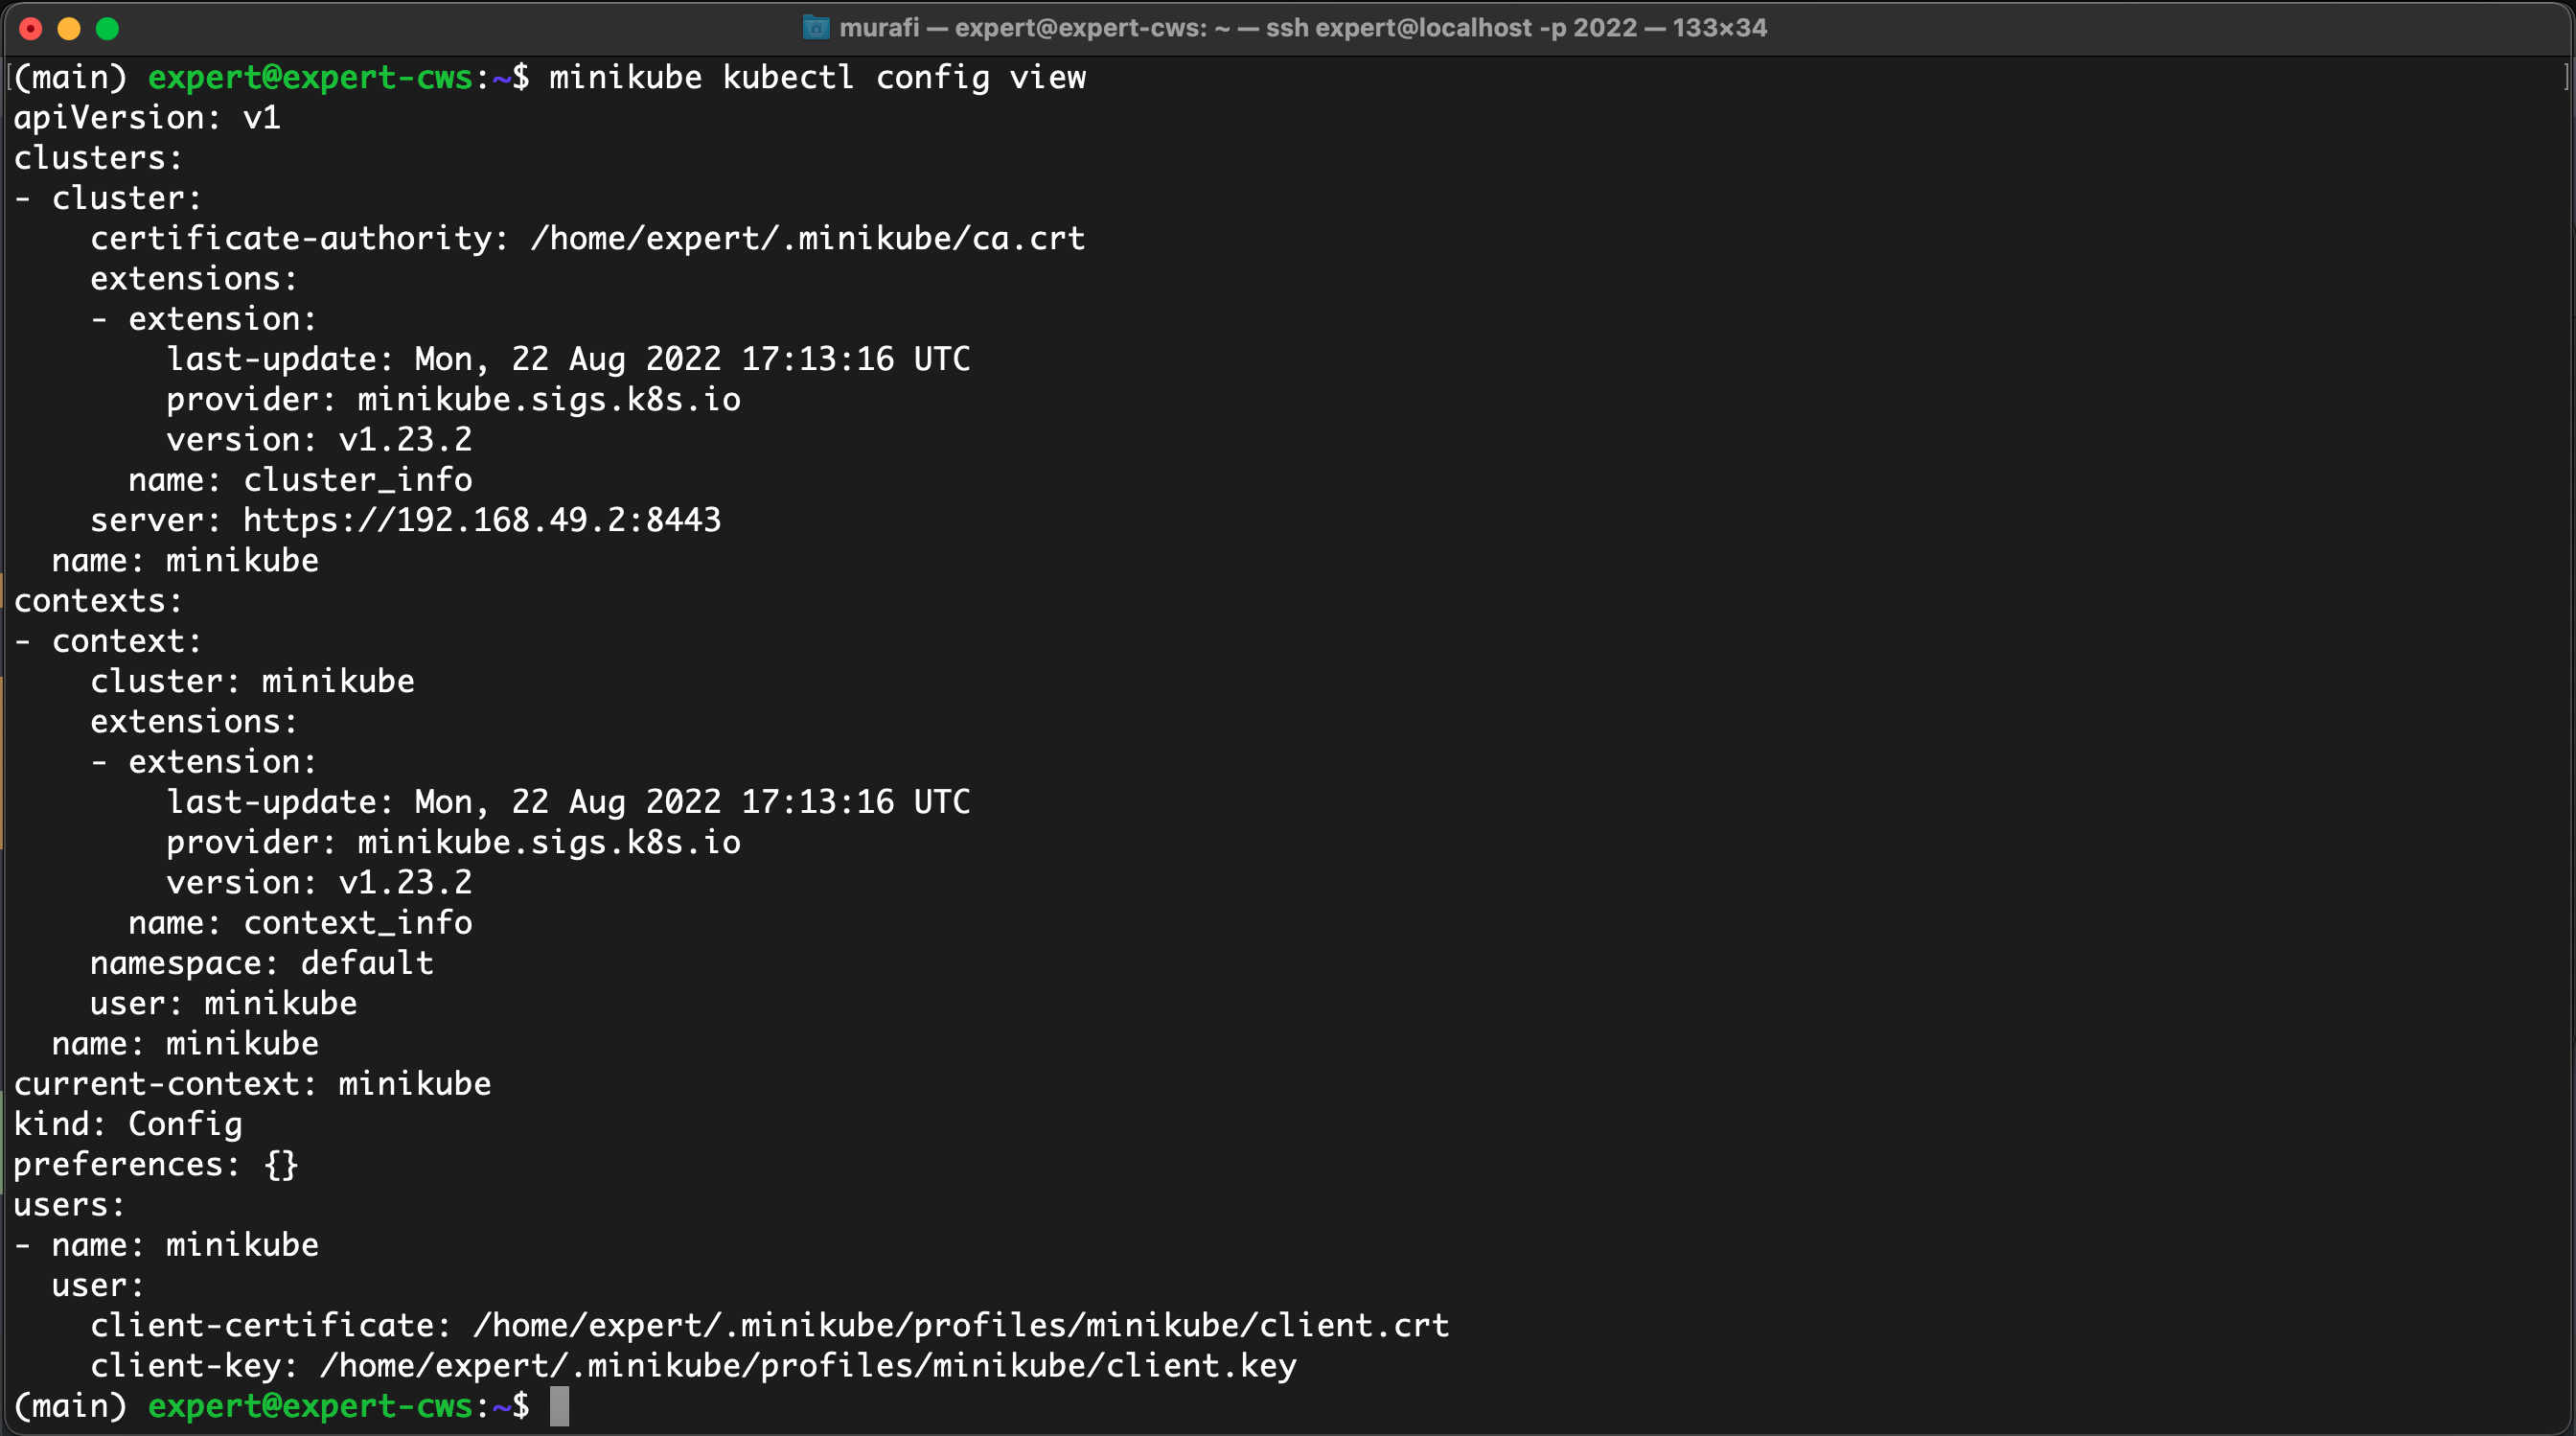 murafi — expert@expert-cws: ~ — ssh expert@localhost -p 2022 — 133×34
[(main) expert@expert-cws:~$ minikube kubectl config view ]
apiVersion: v1
clusters:
- cluster:
    certificate-authority: /home/expert/.minikube/ca.crt
    extensions:
    - extension:
        last-update: Mon, 22 Aug 2022 17:13:16 UTC
        provider: minikube.sigs.k8s.io
        version: v1.23.2
      name: cluster_info
    server: https://192.168.49.2:8443
  name: minikube
contexts:
- context:
    cluster: minikube
    extensions:
    - extension:
        last-update: Mon, 22 Aug 2022 17:13:16 UTC
        provider: minikube.sigs.k8s.io
        version: v1.23.2
      name: context_info
    namespace: default
    user: minikube
  name: minikube
current-context: minikube
kind: Config
preferences: {}
users:
- name: minikube
  user:
    client-certificate: /home/expert/.minikube/profiles/minikube/client.crt
    client-key: /home/expert/.minikube/profiles/minikube/client.key
(main) expert@expert-cws:~$